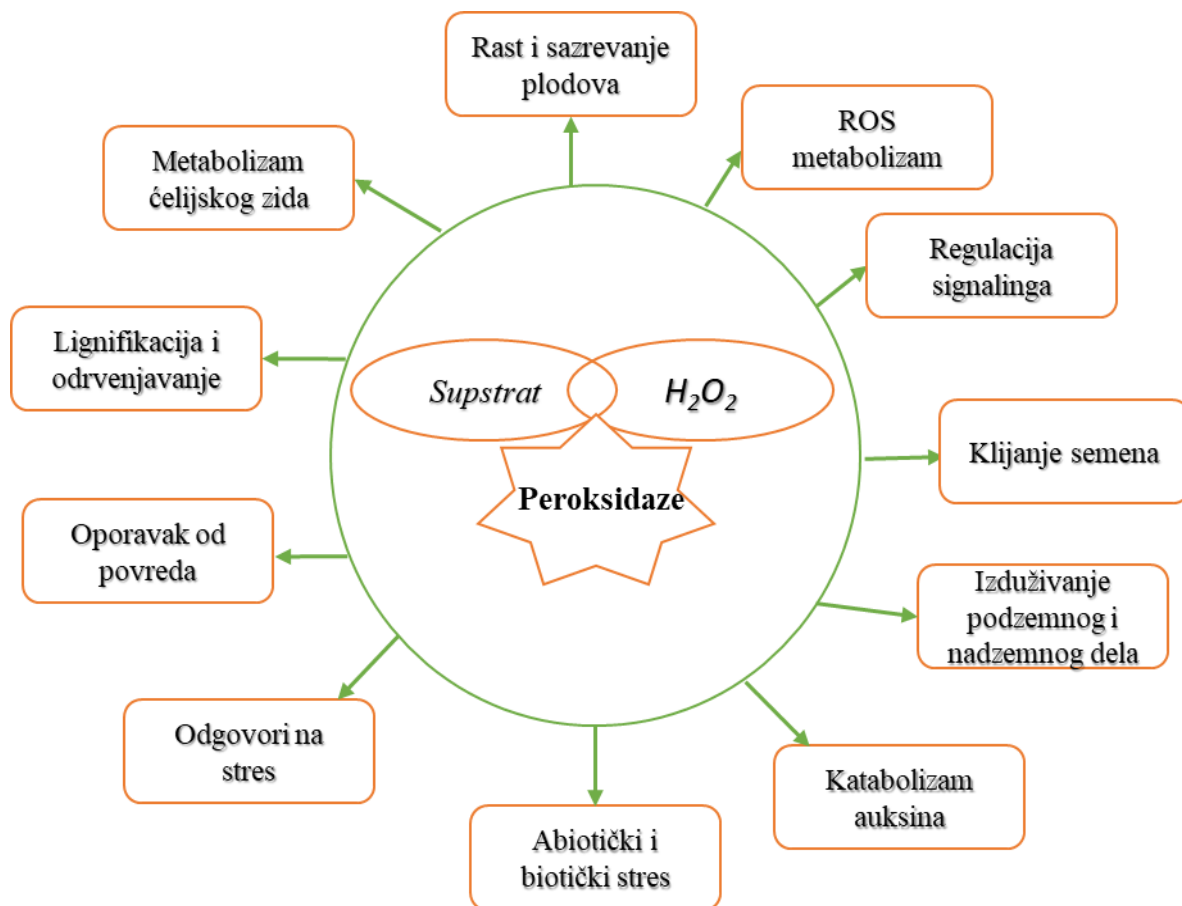 Rast i sazrevanje
plodova
ROS
metabolizam
Metabolizam
ćelijskog zida
Regulacija
signalinga
Lignifikacija i
odrvenjavanje
Supstrat
H₂O₂
Klijanje semena
Peroksidaze
Oporavak od
povreda
Izduživanje
podzemnog i
nadzemnog dela
Odgovori na
stres
Katabolizam
auksina
Abiotički i
biotički stres